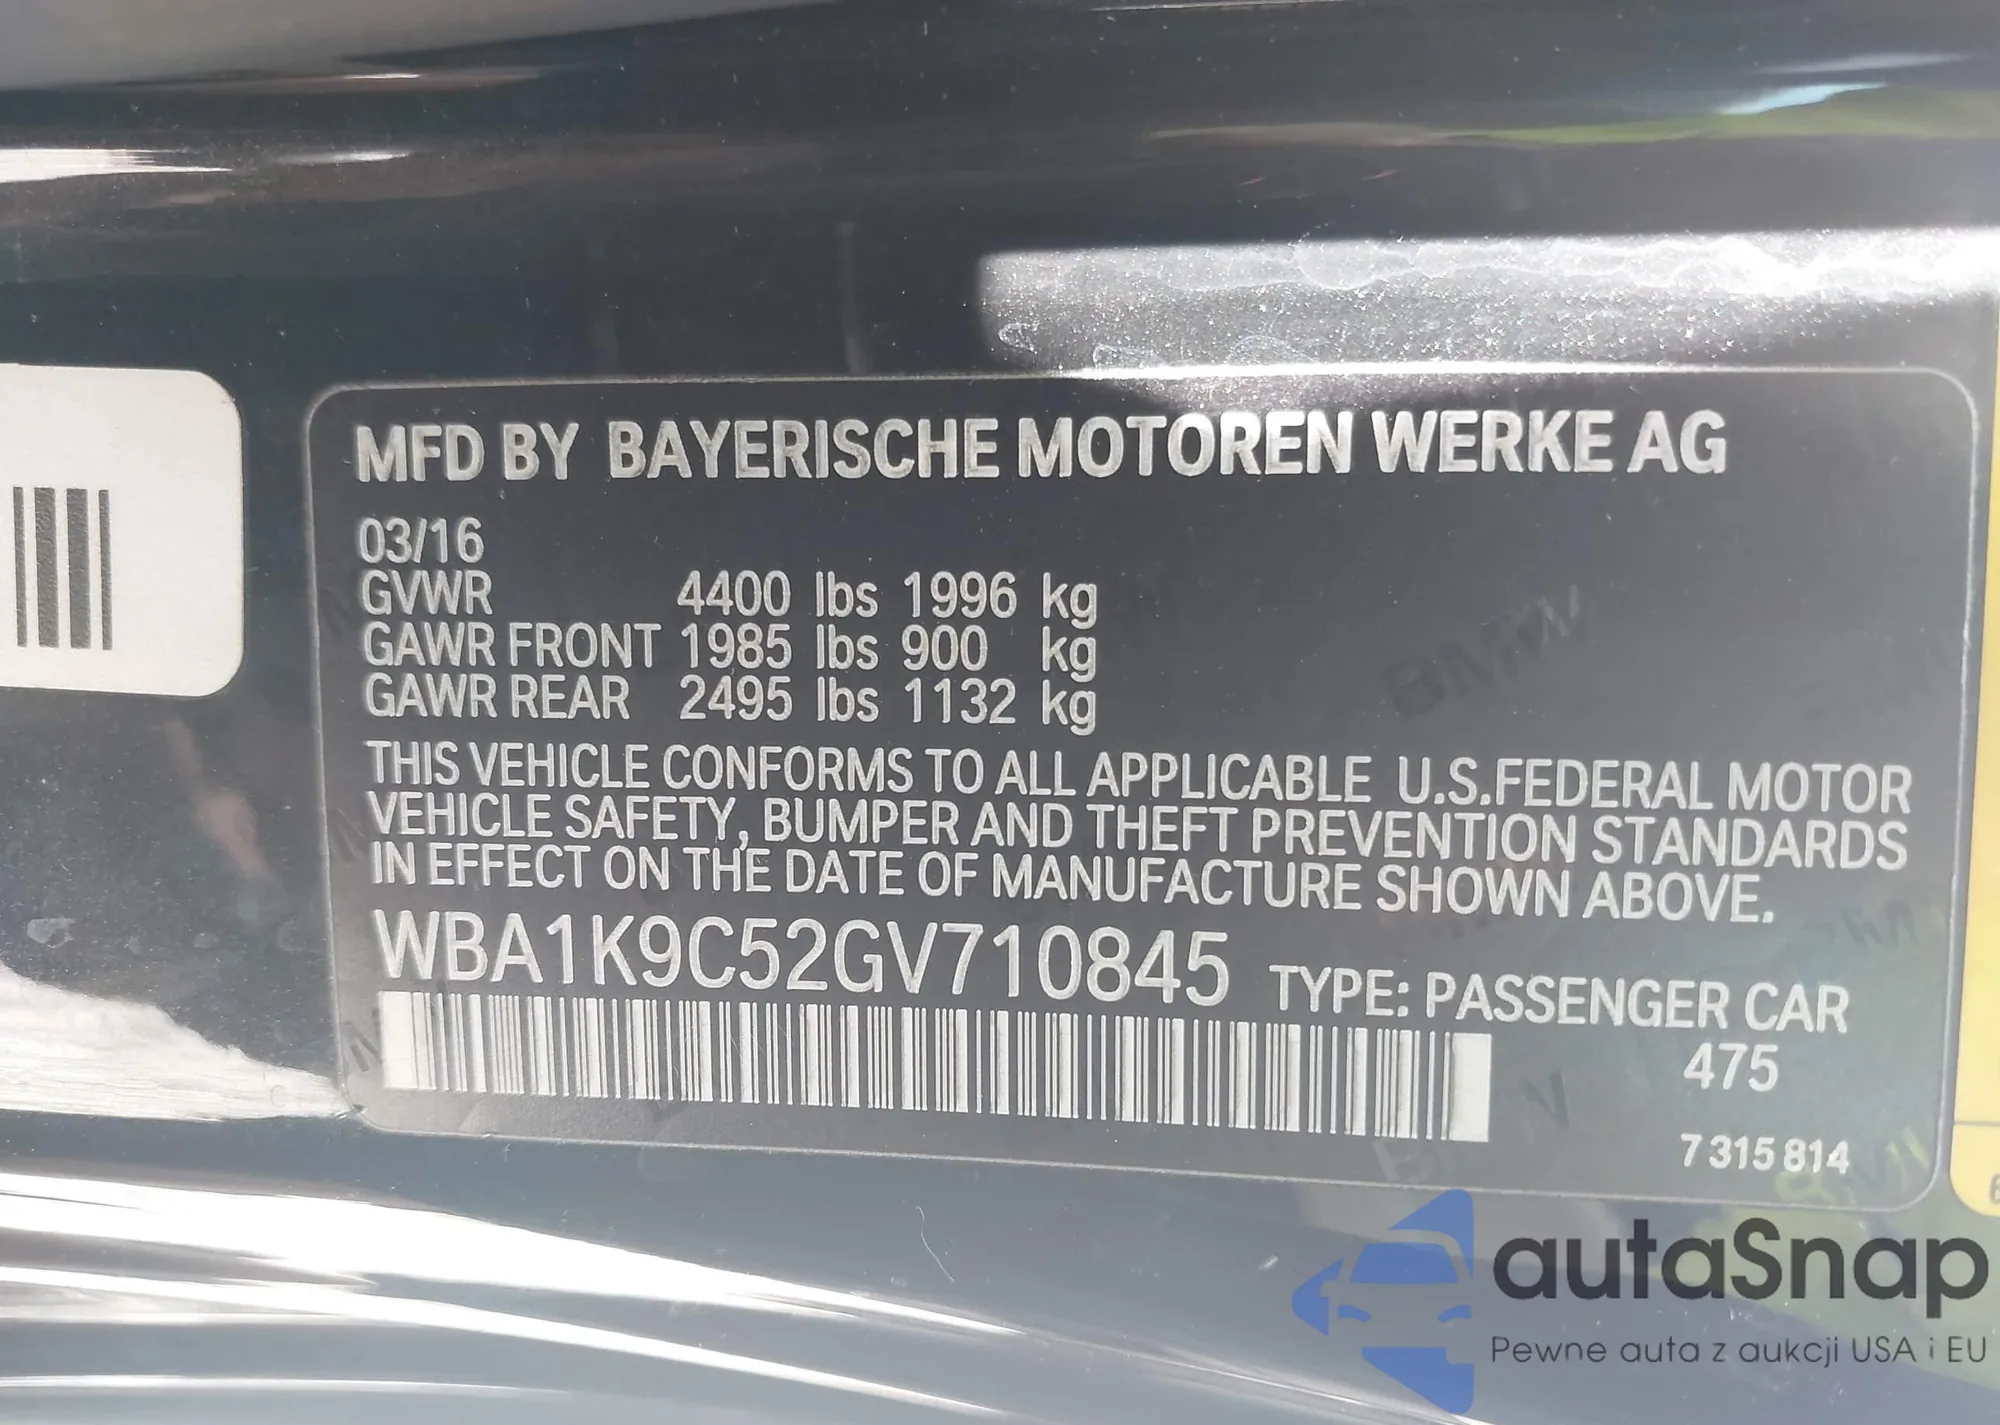 MFD BY BAYERISCHE MOTOREN WERKE AG
03/16
GVWR 4400 lbs 1996 kg
GAWR FRONT 1985 lbs 900 kg
GAWR REAR 2495 lbs 1132 kg
THIS VEHICLE CONFORMS TO ALL APPLICABLE U.S.FEDERAL MOTOR
VEHICLE SAFETY, BUMPER AND THEFT PREVENTION STANDARDS
IN EFFECT ON THE DATE OF MANUFACTURE SHOWN ABOVE.
WBA1K9C52GV710845 TYPE: PASSENGER CAR
475
7 315 814
BMW
autaSnap
Pewne auta z aukcji USA i EU